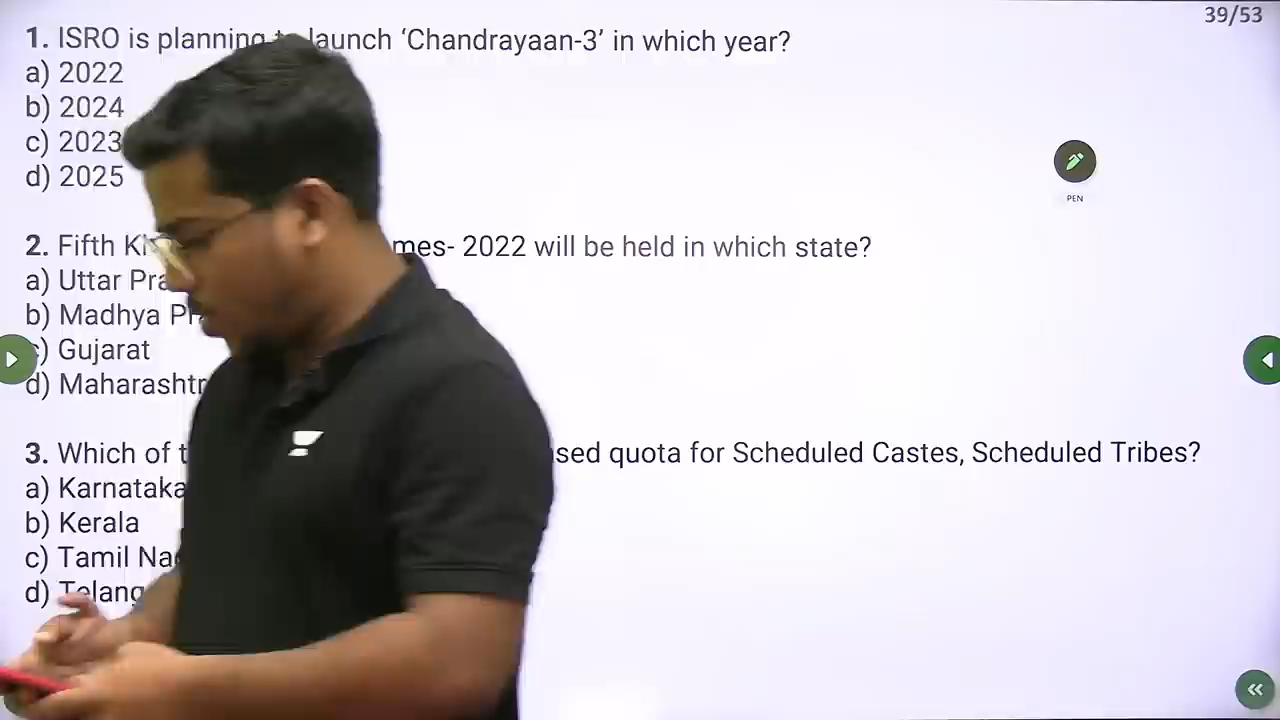 39/53
1. ISRO is planning launch ‘Chandrayaan-3’ in which year?
a) 2022
b) 2024
c) 2023
d) 2025
PEN
2. Fifth mes- 2022 will be held in which state?
a) Uttar
b) Madhya
c) Gujarat
d) Maharashtr
3. Which of sed quota for Scheduled Castes, Scheduled Tribes?
a) Karnataka
b) Kerala
c) Tamil
d) Telang